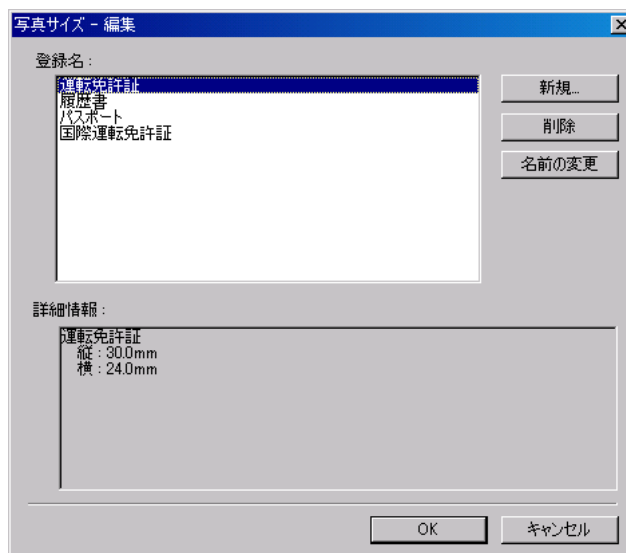 写真サイズ - 編集
登録名：
運転免許証
履歴書
パスポート
国際運転免許証
新規...
削除
名前の変更
詳細情報：
運転免許証
縦：30.0mm
横：24.0mm
OK
キャンセル